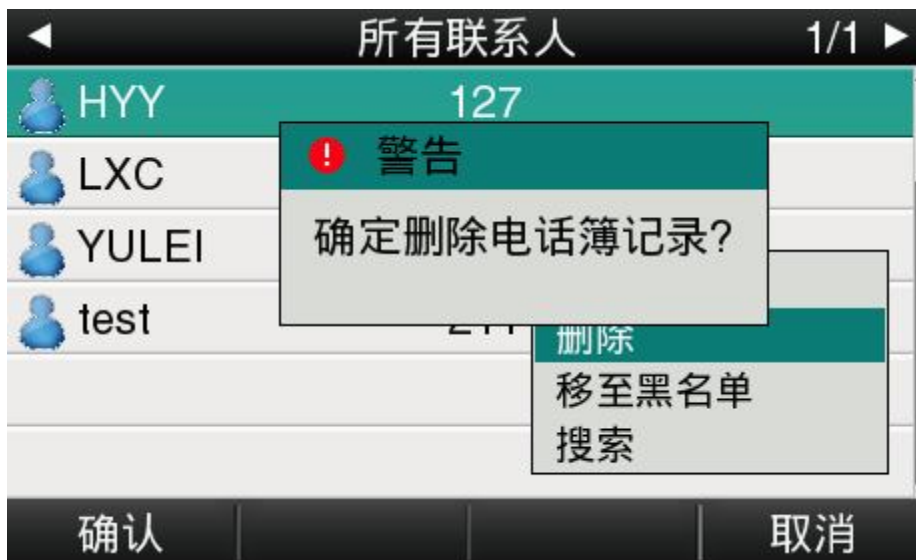 所有联系人 1/1
HYY 127
LXC
YULEI
test
警告
确定删除电话簿记录?
删除
移至黑名单
搜索
确认 取消